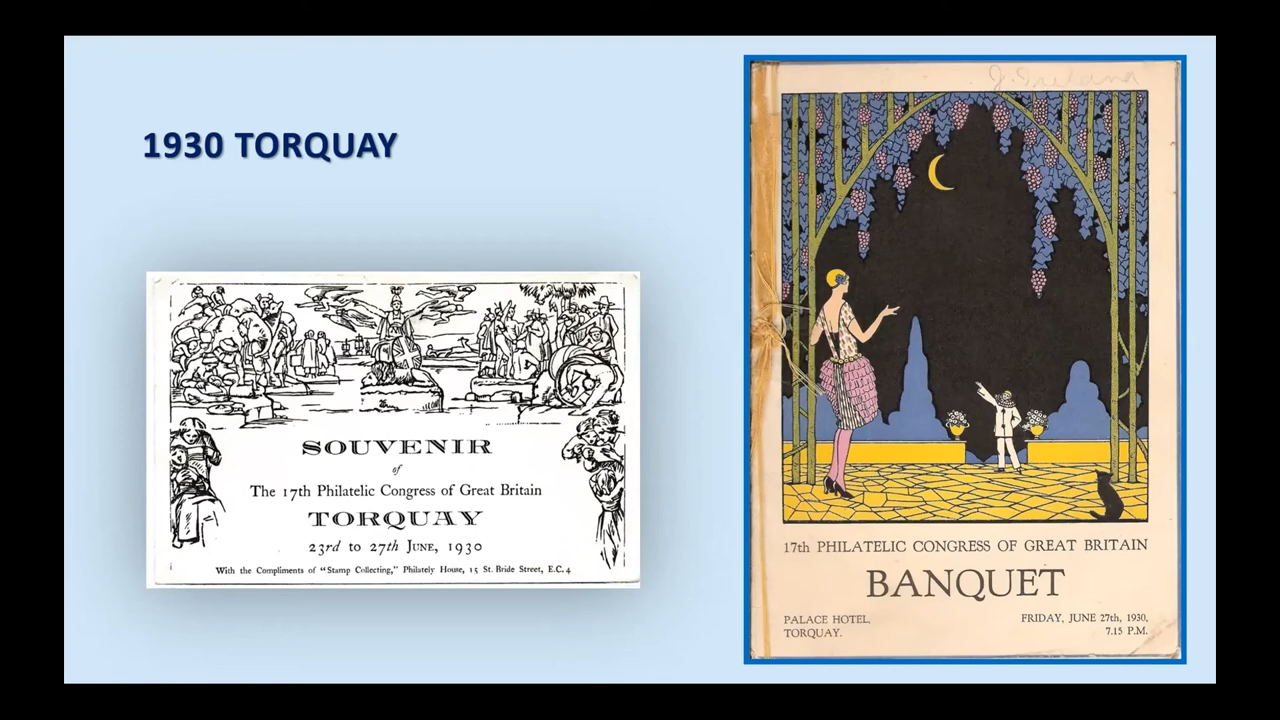 1930 TORQUAY
SOUVENIR
of
The 17th Philatelic Congress of Great Britain
TORQUAY
23rd to 27th JUNE, 1930
With the Compliments of "Stamp Collecting," Philately House, 15 St. Bride Street, E.C. 4
17th PHILATELIC CONGRESS OF GREAT BRITAIN
BANQUET
PALACE HOTEL,
TORQUAY.
FRIDAY, JUNE 27th, 1930,
7.15 P.M.